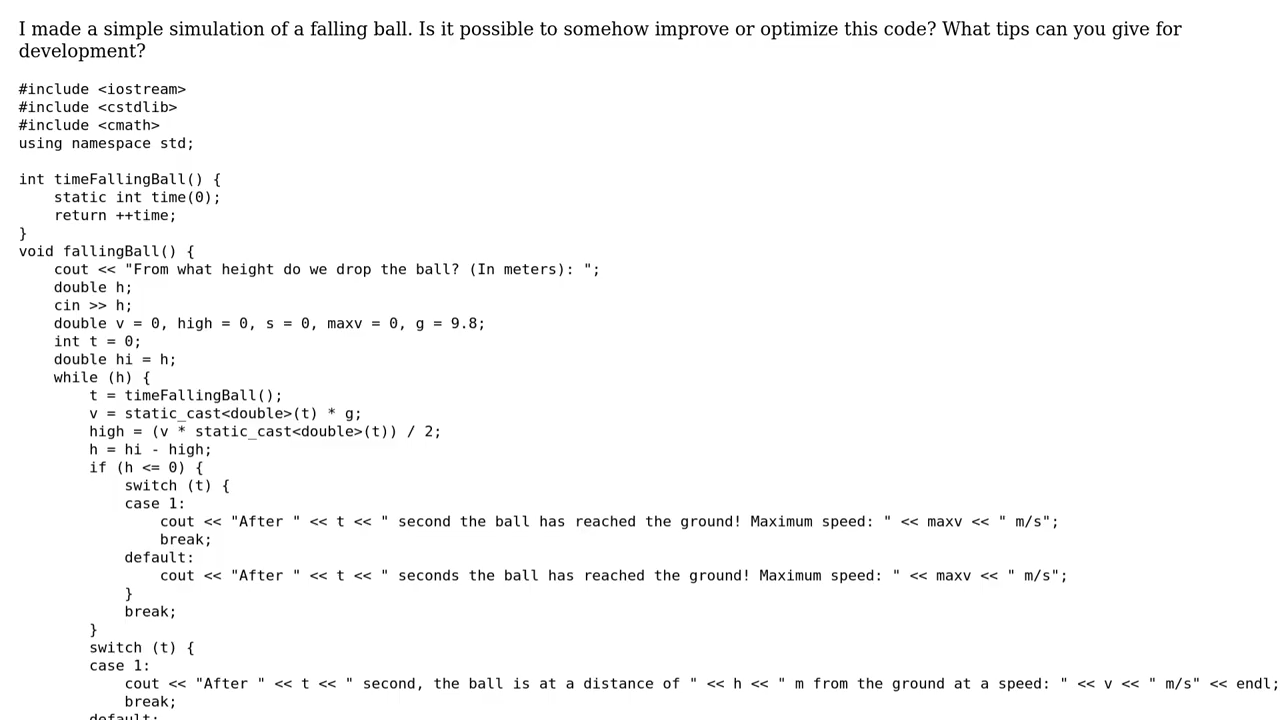 I made a simple simulation of a falling ball. Is it possible to somehow improve or optimize this code? What tips can you give for
development?
#include <iostream>
#include <cstdlib>
#include <cmath>
using namespace std;
int timeFallingBall() {
    static int time(0);
    return ++time;
}
void fallingBall() {
    cout << "From what height do we drop the ball? (In meters): ";
    double h;
    cin >> h;
    double v = 0, high = 0, s = 0, maxv = 0, g = 9.8;
    int t = 0;
    double hi = h;
    while (h) {
        t = timeFallingBall();
        v = static_cast<double>(t) * g;
        high = (v * static_cast<double>(t)) / 2;
        h = hi - high;
        if (h <= 0) {
            switch (t) {
            case 1:
                cout << "After " << t << " second the ball has reached the ground! Maximum speed: " << maxv << " m/s";
                break;
            default:
                cout << "After " << t << " seconds the ball has reached the ground! Maximum speed: " << maxv << " m/s";
            }
            break;
        }
        switch (t) {
        case 1:
            cout << "After " << t << " second, the ball is at a distance of " << h << " m from the ground at a speed: " << v << " m/s" << endl;
            break;
        default: